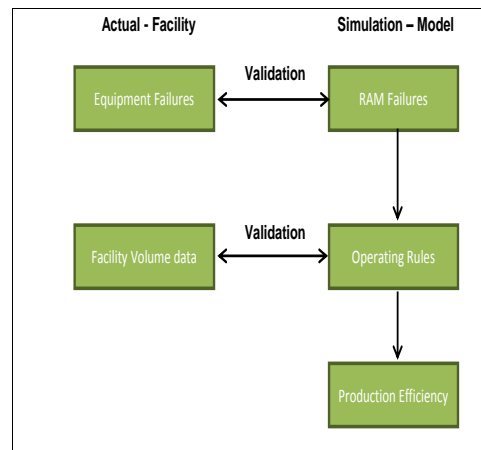 Actual - Facility
Simulation – Model
Equipment Failures
Validation
RAM Failures
Facility Volume data
Validation
Operating Rules
Production Efficiency